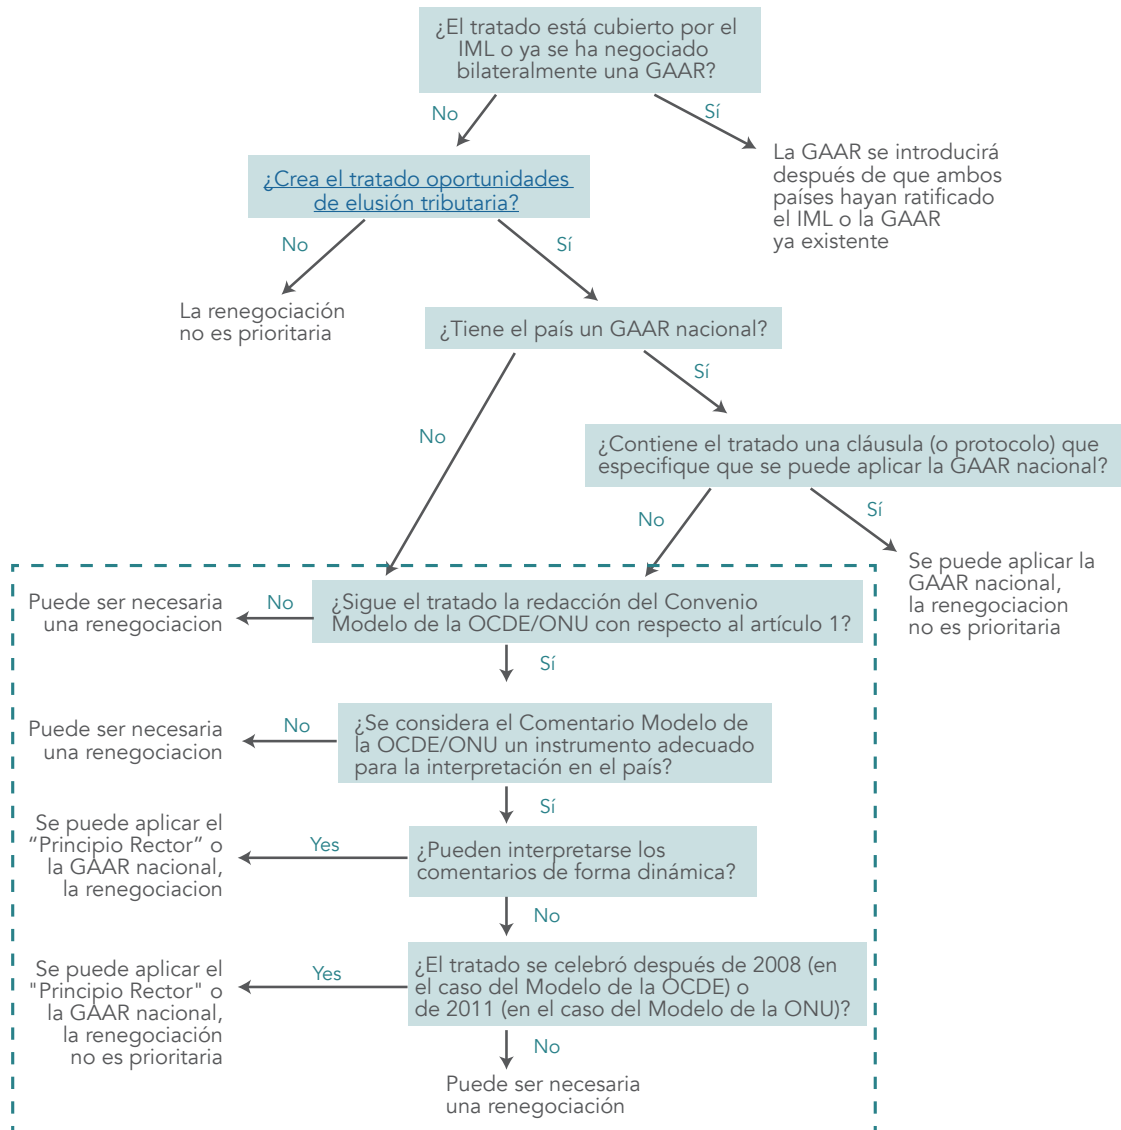 ¿El tratado está cubierto por el
IML o ya se ha negociado
bilateralmente una GAAR?
No
Sí
La GAAR se introducirá
después de que ambos
países hayan ratificado
el IML o la GAAR
ya existente
¿Crea el tratado oportunidades
de elusión tributaria?
No
Sí
La renegociación
no es prioritaria
¿Tiene el país un GAAR nacional?
Sí
No
¿Contiene el tratado una cláusula (o protocolo) que
especifique que se puede aplicar la GAAR nacional?
No
Sí
Se puede aplicar la
GAAR nacional,
la renegociacion
no es prioritaria
¿Sigue el tratado la redacción del Convenio
Modelo de la OCDE/ONU con respecto al artículo 1?
No
Puede ser necesaria
una renegociacion
Sí
¿Se considera el Comentario Modelo de
la OCDE/ONU un instrumento adecuado
para la interpretación en el país?
No
Puede ser necesaria
una renegociacion
Sí
¿Pueden interpretarse los
comentarios de forma dinámica?
Yes
Se puede aplicar el
“Principio Rector” o
la GAAR nacional,
la renegociacion
No
¿El tratado se celebró después de 2008 (en
el caso del Modelo de la OCDE) o
de 2011 (en el caso del Modelo de la ONU)?
Yes
Se puede aplicar el
"Principio Rector" o
la GAAR nacional,
la renegociación
no es prioritaria
No
Puede ser necesaria
una renegociación